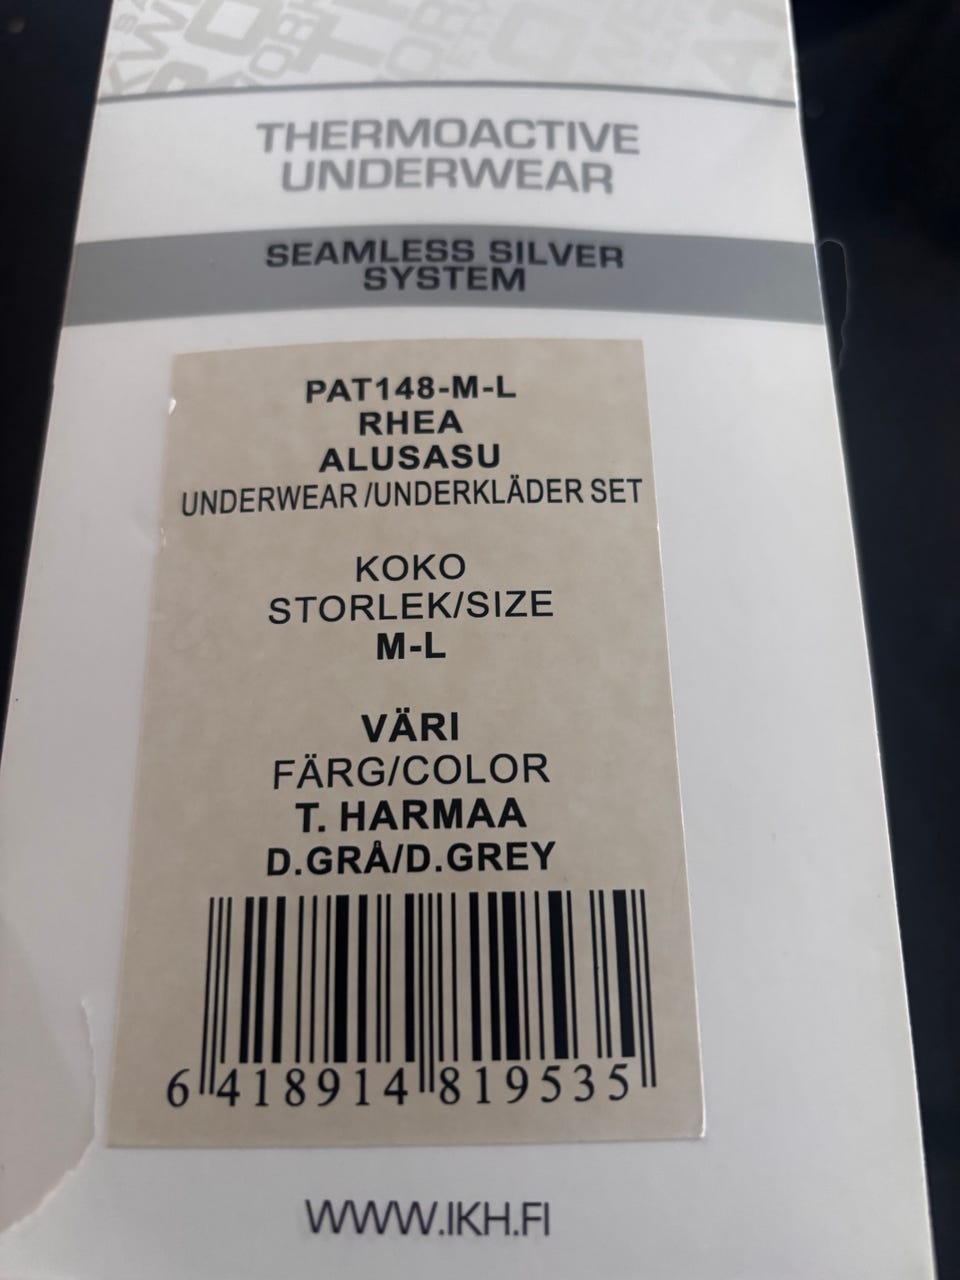 THERMOACTIVE
UNDERWEAR
SEAMLESS SILVER
SYSTEM
PAT148-M-L
RHEA
ALUSASU
UNDERWEAR /UNDERKLÄDER SET
KOKO
STORLEK/SIZE
M-L
VÄRI
FÄRG/COLOR
T. HARMAA
D.GRÅ/D.GREY
6 418914 819535
WWW.IKH.FI